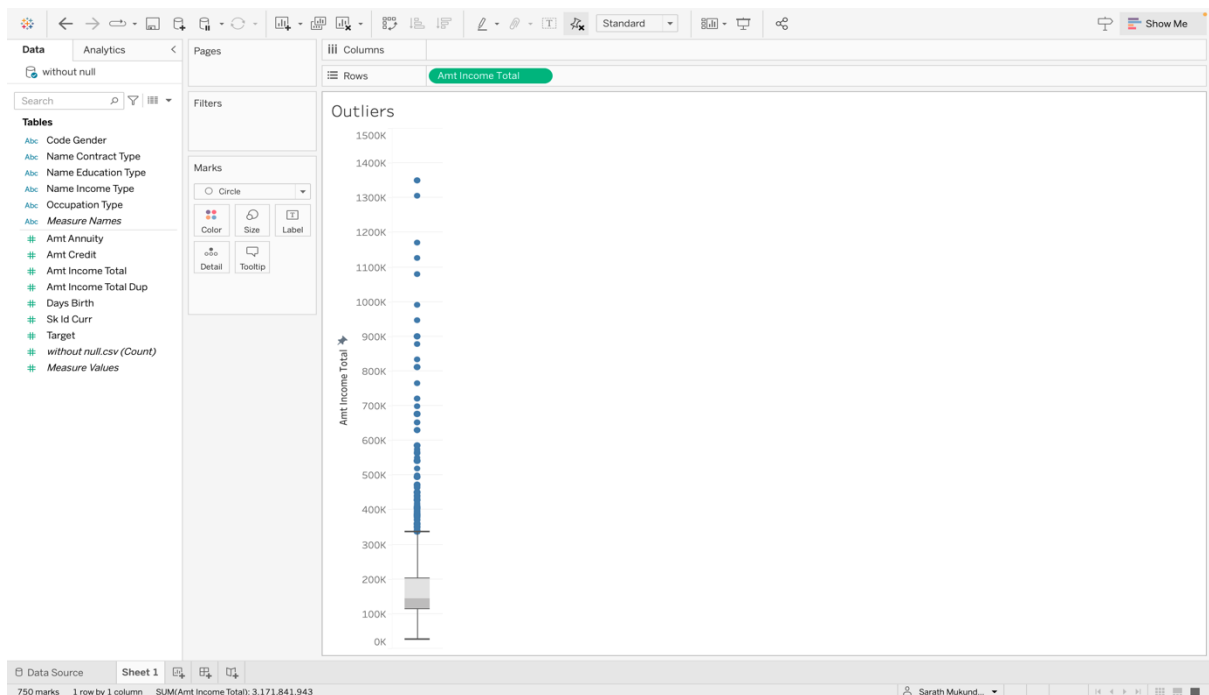 Standard
Show Me
Data
Analytics
without null
Search
Tables
Abc Code Gender
Abc Name Contract Type
Abc Name Education Type
Abc Name Income Type
Abc Occupation Type
Abc Measure Names
# Amt Annuity
# Amt Credit
# Amt Income Total
# Amt Income Total Dup
# Days Birth
# Sk Id Curr
# Target
# without null.csv (Count)
# Measure Values
Pages
Filters
Marks
Circle
Color Size Label
Detail Tooltip
Columns
Rows
Amt Income Total
Outliers
1500K
1400K
1300K
1200K
1100K
1000K
900K
800K
700K
600K
500K
400K
300K
200K
100K
0K
Amt Income Total
Data Source
Sheet 1
750 marks 1 row by 1 column SUM(Amt Income Total): 3,171,841,943
Sarath Mukund...